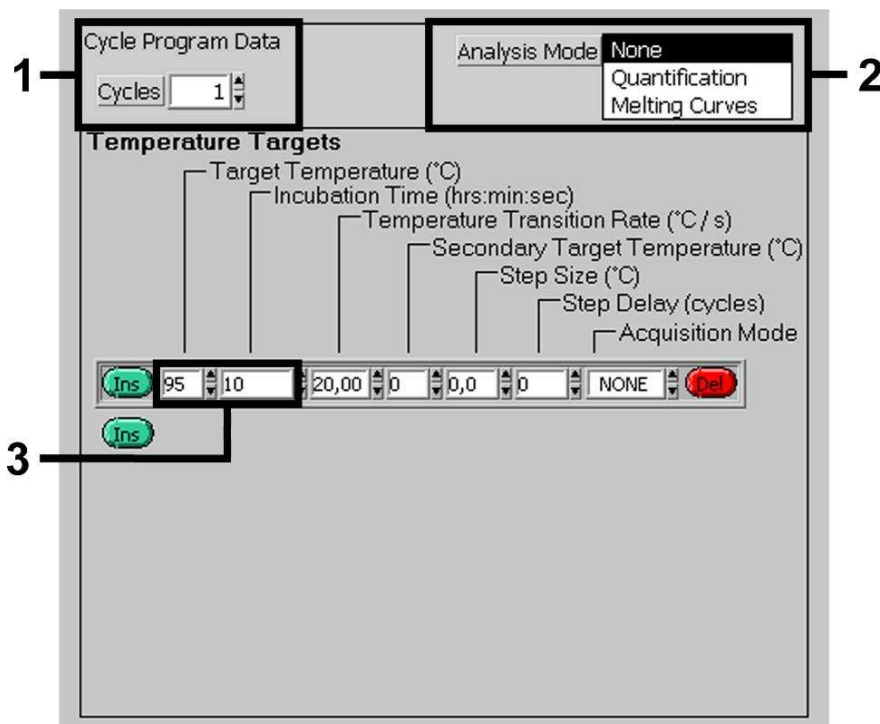 Cycle Program Data
Cycles 1
1
Analysis Mode None
Quantification
Melting Curves
2
Temperature Targets
Target Temperature (°C)
Incubation Time (hrs:min:sec)
Temperature Transition Rate (°C / s)
Secondary Target Temperature (°C)
Step Size (°C)
Step Delay (cycles)
Acquisition Mode
Ins 95 10 20,00 0 0,0 0 NONE Del
Ins
3